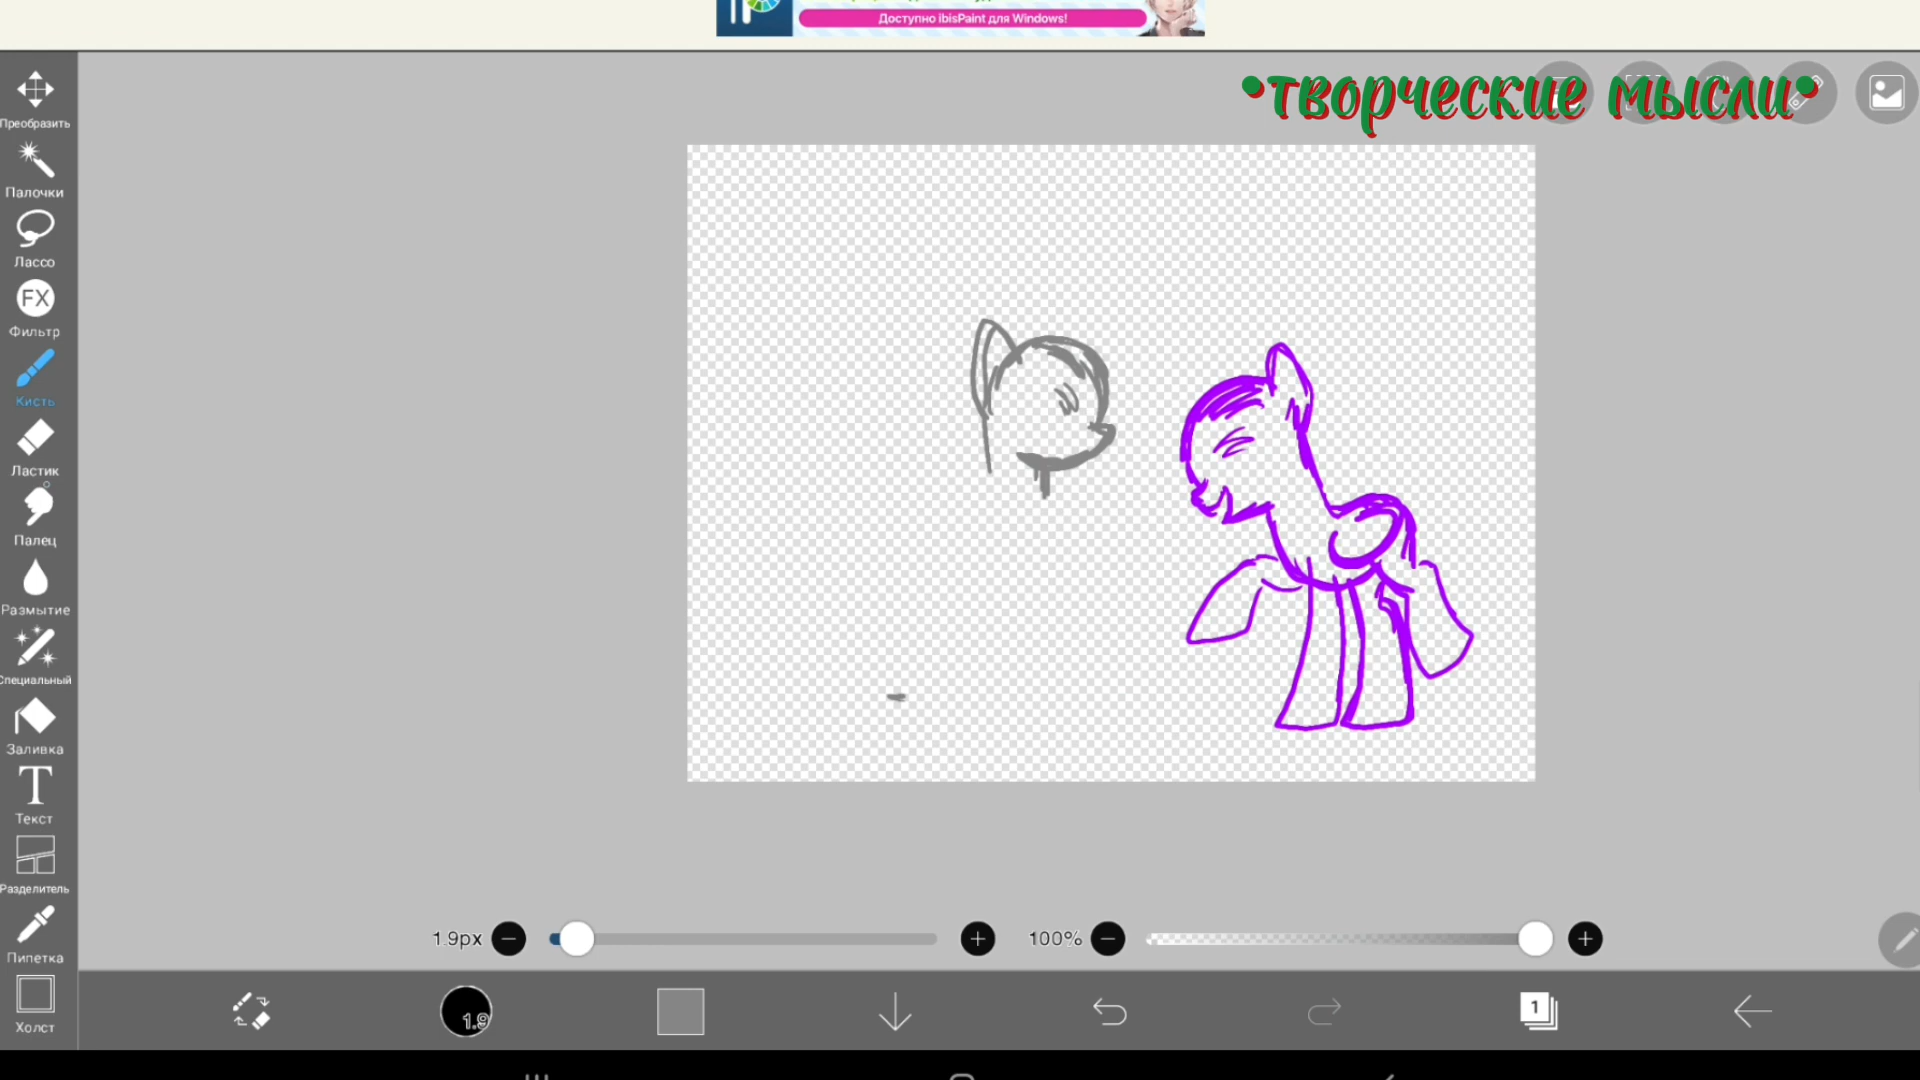 Доступно ibisPaint для Windows!
•творческие мысли•
Преобразить
Палочки
Лассо
FX
Фильтр
Кисть
Ластик
Палец
Размытие
Специальный
Заливка
T
Текст
Разделитель
Пипетка
Холст
1.9px
100%
1.9
1